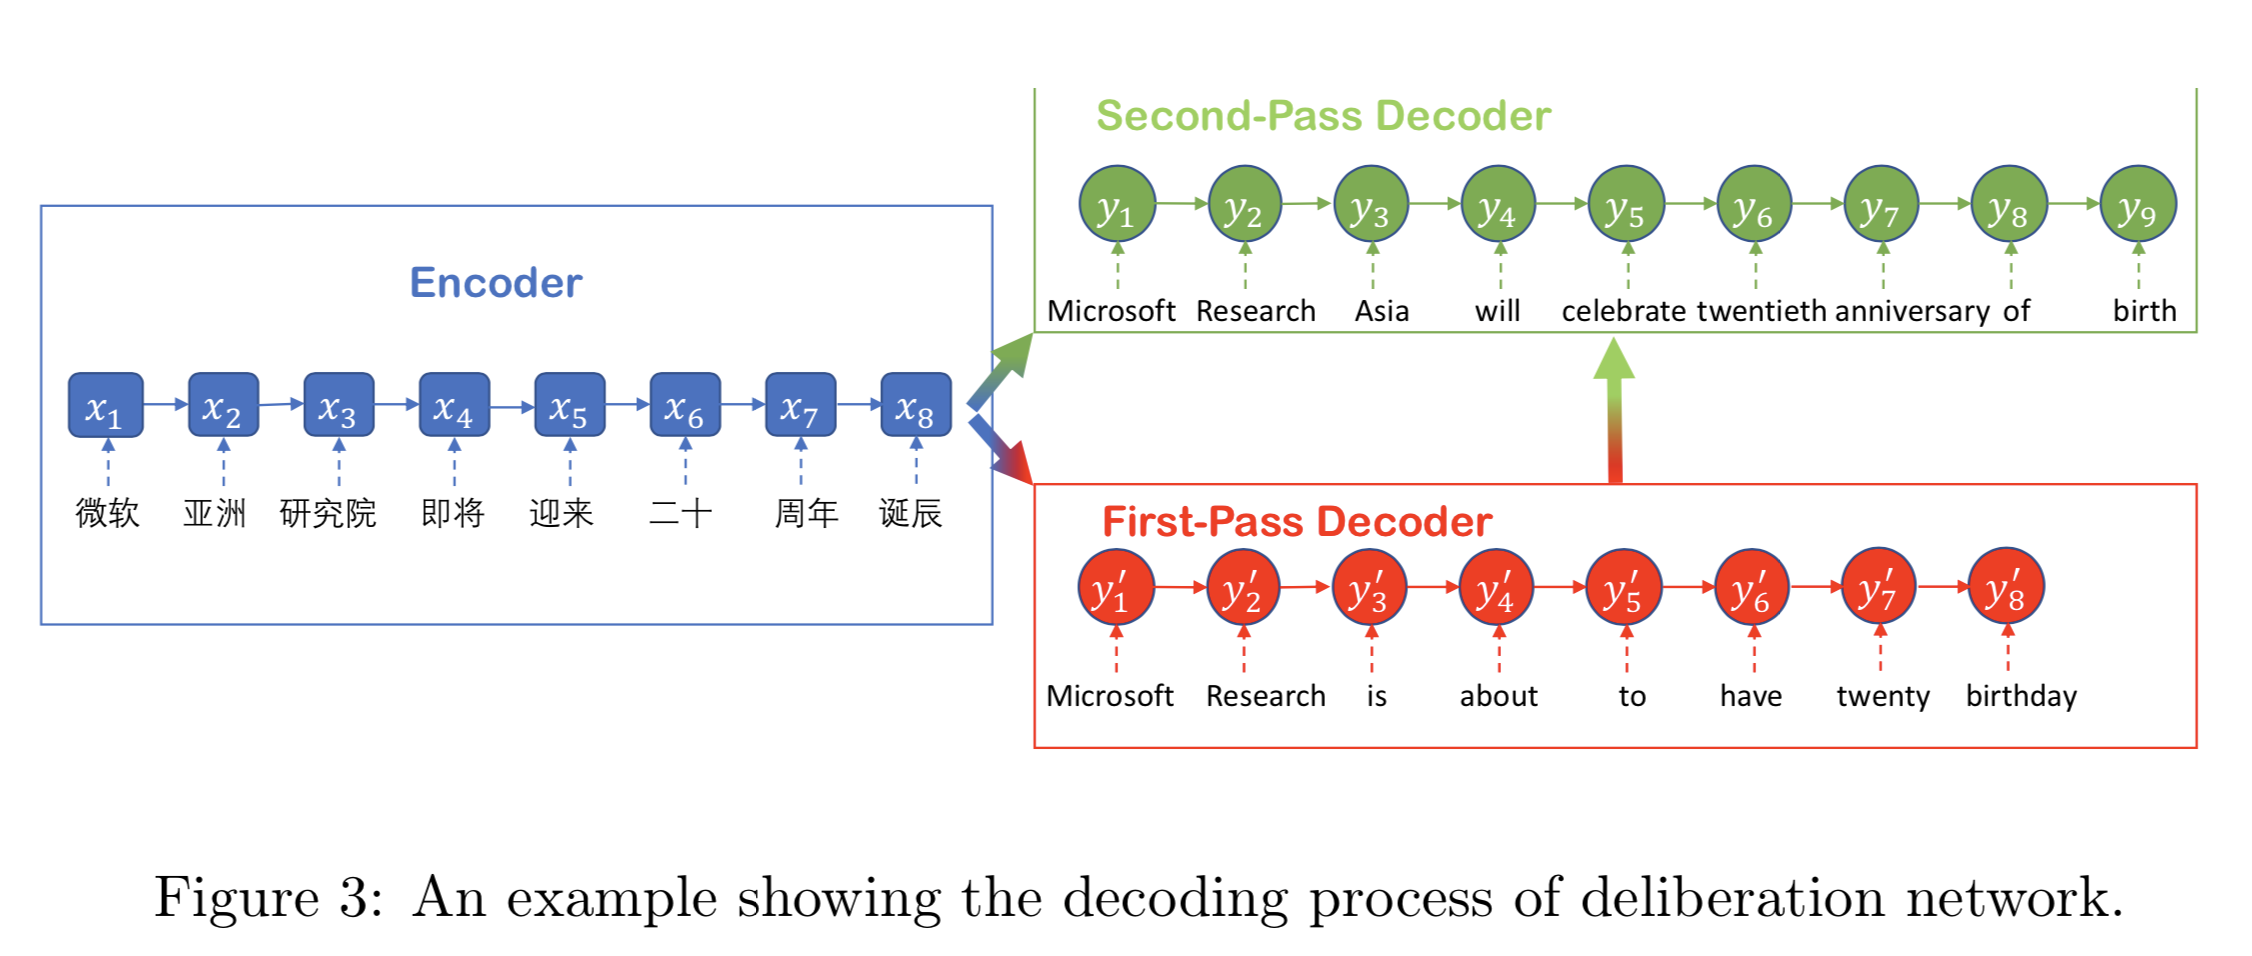 Second-Pass Decoder
y1 y2 y3 y4 y5 y6 y7 y8 y9
Microsoft Research Asia will celebrate twentieth anniversary of birth
Encoder
x1 x2 x3 x4 x5 x6 x7 x8
微软 亚洲 研究院 即将 迎来 二十 周年 诞辰
First-Pass Decoder
y′1 y′2 y′3 y′4 y′5 y′6 y′7 y′8
Microsoft Research is about to have twenty birthday
Figure 3: An example showing the decoding process of deliberation network.